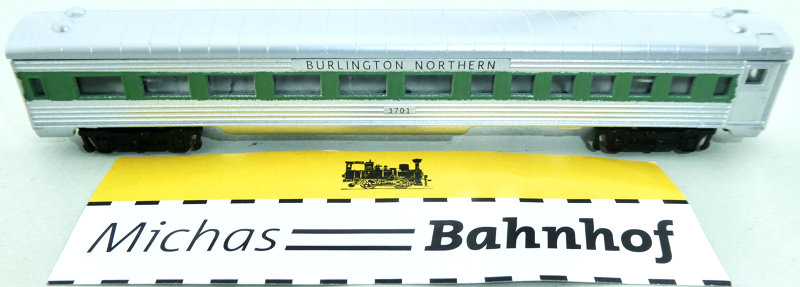 BURLINGTON NORTHERN
3701
Michas Bahnhof